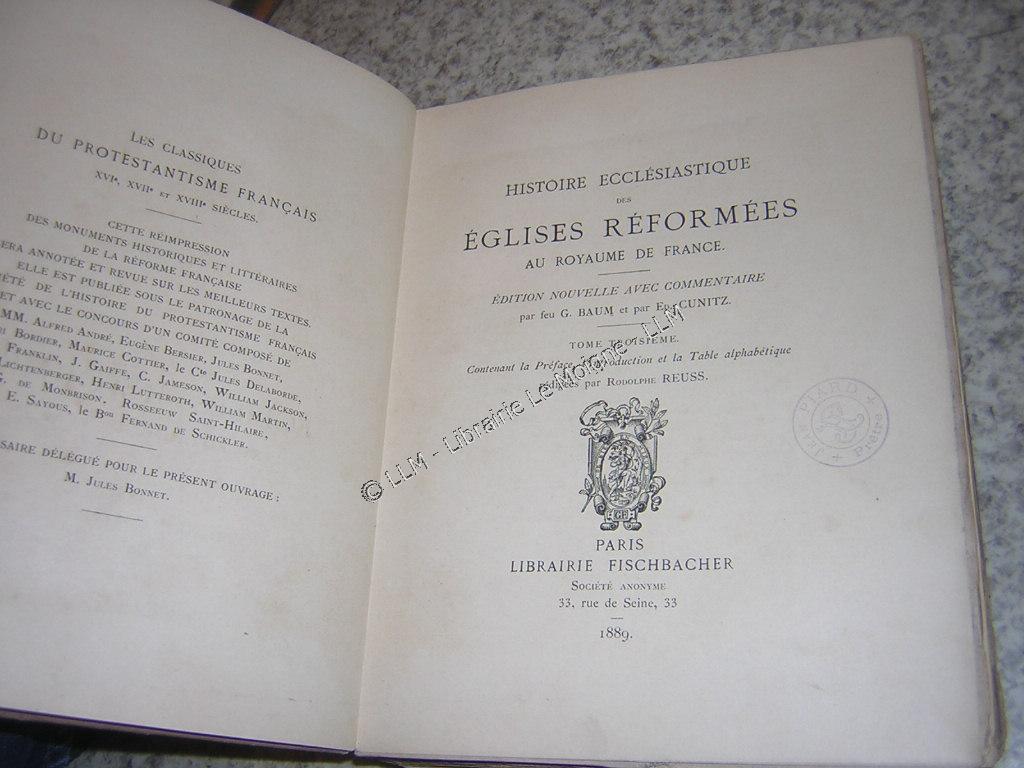 LES CLASSIQUES
DU PROTESTANTISME FRANÇAIS
XVIe, XVIIe ET XVIIIe SIÈCLES.
CETTE RÉIMPRESSION
DES MONUMENTS HISTORIQUES ET LITTÉRAIRES
DE LA RÉFORME FRANÇAISE
ERA ANNOTÉE ET REVUE SUR LES MEILLEURS TEXTES.
ELLE EST PUBLIÉE SOUS LE PATRONAGE DE LA
IÉTÉ DE L'HISTOIRE DU PROTESTANTISME FRANÇAIS
ET AVEC LE CONCOURS D'UN COMITÉ COMPOSÉ DE
MM. ALFRED ANDRÉ, EUGÈNE BERSIER, JULES BONNET,
RI BORDIER, MAURICE COTTIER, le Cte JULES DELABORDE,
FRANKLIN, J. GAIFFE, C. JAMESON, WILLIAM JACKSON,
LICHTENBERGER, HENRI LUTTEROTH, WILLIAM MARTIN,
G. DE MONBRISON, ROSSEEUW SAINT-HILAIRE,
E. SAYOUS, le Bon FERNAND DE SCHICKLER.
SAIRE DÉLÉGUÉ POUR LE PRÉSENT OUVRAGE :
M. JULES BONNET.
HISTOIRE ECCLÉSIASTIQUE
DES
ÉGLISES RÉFORMÉES
AU ROYAUME DE FRANCE.
ÉDITION NOUVELLE AVEC COMMENTAIRE
par feu G. BAUM et par ED. CUNITZ.
TOME TROISIÈME.
Contenant la Préface, l'Introduction et la Table alphabétique
rédigées par RODOLPHE REUSS.
GF
PARIS
LIBRAIRIE FISCHBACHER
SOCIÉTÉ ANONYME
33, rue de Seine, 33
1889.
PIARD
Prêtre
© LLM - Librairie Le Moigne - LLM